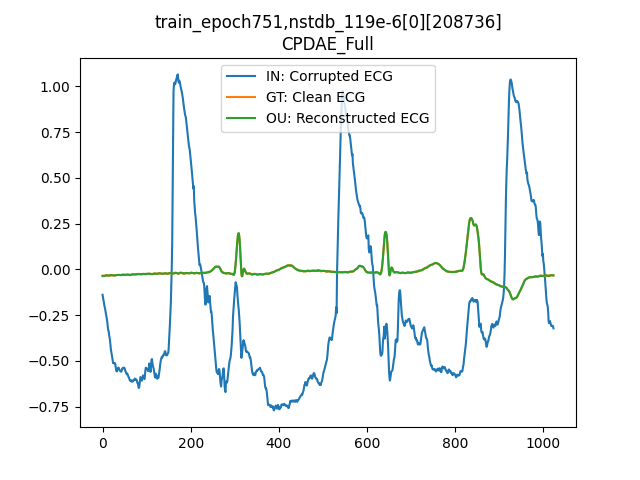 train_epoch751,nstdb_119e-6[0][208736]
CPDAE_Full
IN: Corrupted ECG
GT: Clean ECG
OU: Reconstructed ECG
1.00
0.75
0.50
0.25
0.00
−0.25
−0.50
−0.75
0 200 400 600 800 1000